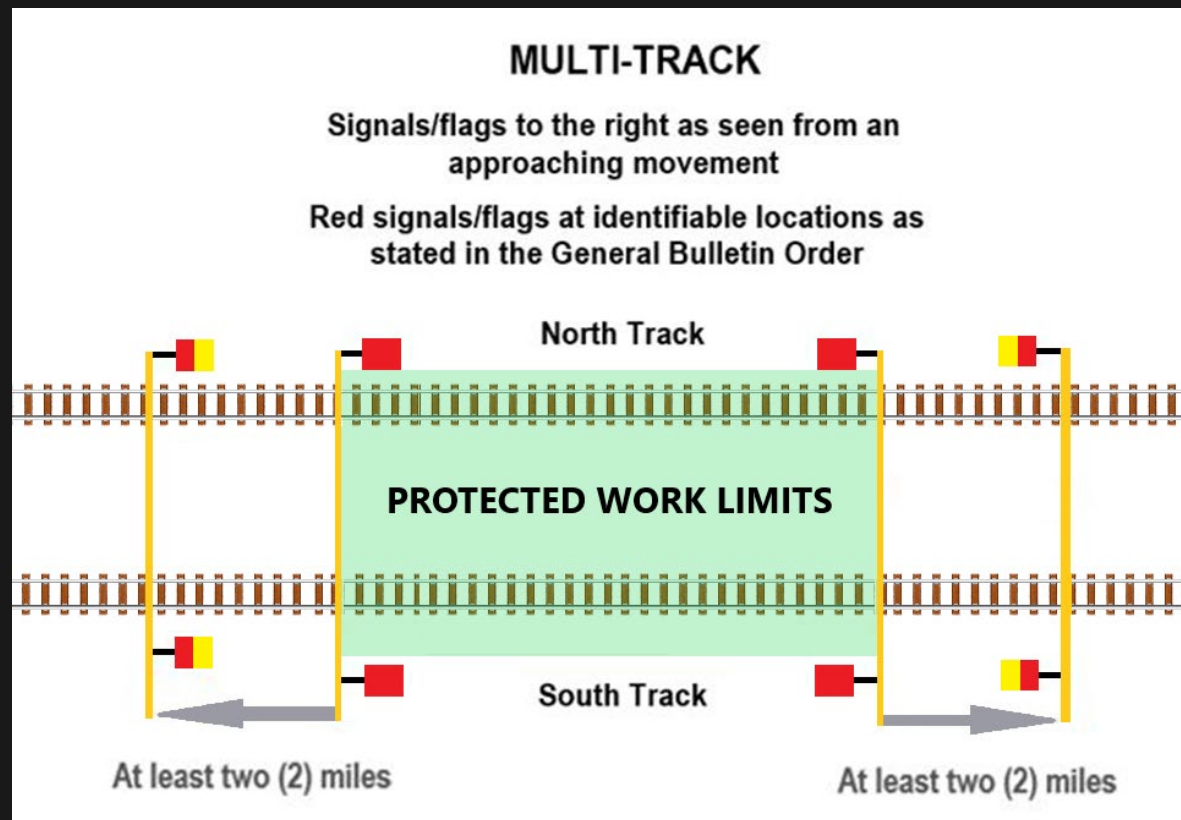 MULTI-TRACK
Signals/flags to the right as seen from an
approaching movement
Red signals/flags at identifiable locations as
stated in the General Bulletin Order
North Track
PROTECTED WORK LIMITS
South Track
At least two (2) miles
At least two (2) miles